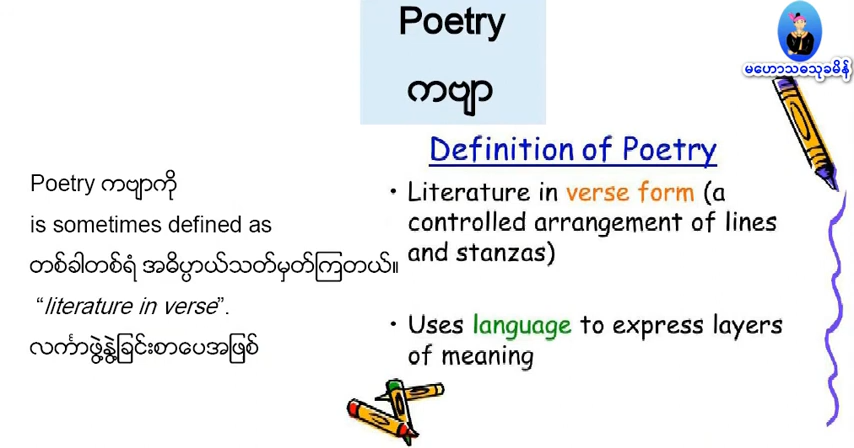 Poetry
ကဗျာ
မဟောသဓသုခမိန်
Definition of Poetry
• Literature in verse form (a
controlled arrangement of lines
and stanzas)
• Uses language to express layers
of meaning
Poetry ကဗျာကို
is sometimes defined as
တစ်ခါတစ်ရံ အဓိပ္ပာယ်သတ်မှတ်ကြတယ်။
“literature in verse”.
လင်္ကာဖွဲ့နွဲ့ခြင်းစာပေအဖြစ်